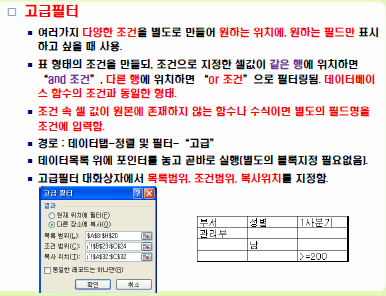 고급필터
여러가지 다양한 조건을 별도로 만들어 원하는 위치에, 원하는 필드만 표시
하고 싶을 때 사용.
표 형태의 조건을 만들되, 조건으로 지정한 셀값이 같은 행에 위치하면
“and 조건”, 다른 행에 위치하면 “or 조건”으로 필터링됨. 데이터베이
스 함수의 조건과 동일한 형태.
조건 속 셀 값이 원본에 존재하지 않는 함수나 수식이면 별도의 필드명을
조건에 입력함.
경로 : 데이터탭-정렬 및 필터-“고급”
데이터목록 위에 포인터를 놓고 곧바로 실행(별도의 블록지정 필요없음).
고급필터 대화상자에서 목록범위, 조건범위, 복사위치를 지정함.
고급 필터
결과
현재 위치에 필터(F)
다른 장소에 복사(O)
목록 범위(L): $A$8:$H$20
조건 범위(C): !$B$23:$C$24
복사 위치(T): !$A$32:$C$32
동일한 레코드는 하나만(R)
확인 취소
부서 성별 1사분기
관리부
남
>=200